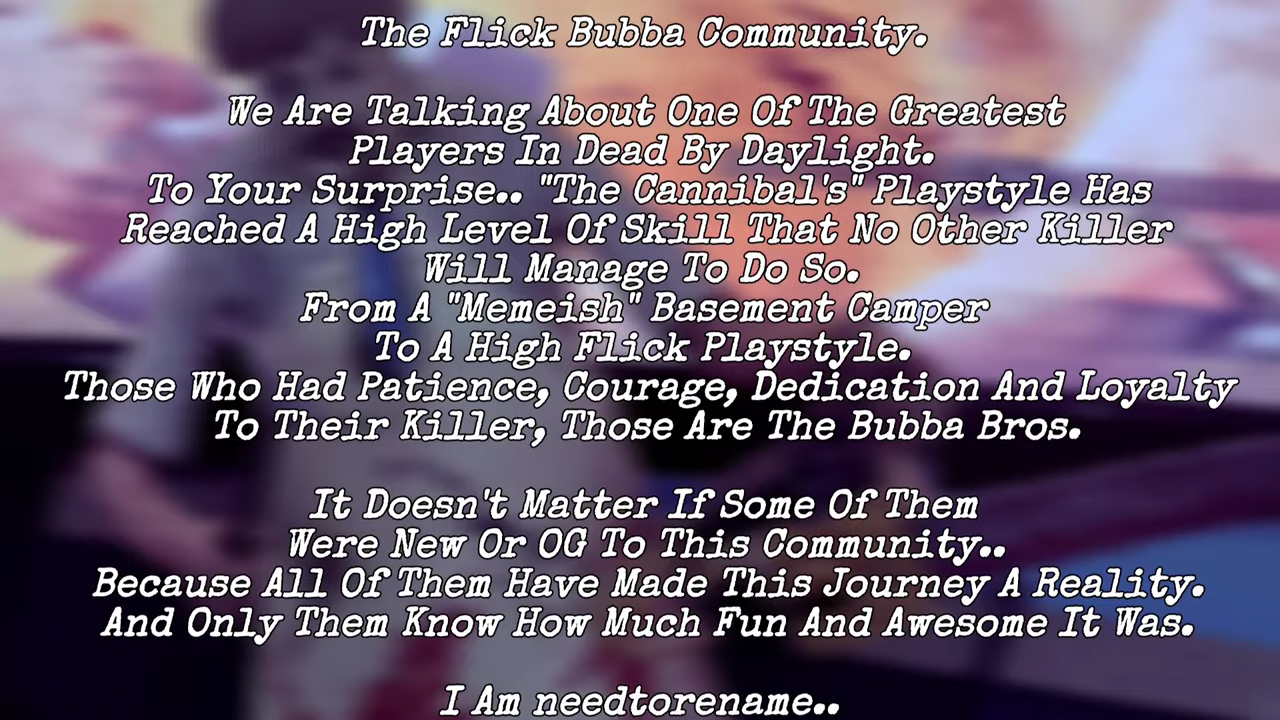 The Flick Bubba Community.
We Are Talking About One Of The Greatest
Players In Dead By Daylight.
To Your Surprise.. "The Cannibal's" Playstyle Has
Reached A High Level Of Skill That No Other Killer
Will Manage To Do So.
From A "Memeish" Basement Camper
To A High Flick Playstyle.
Those Who Had Patience, Courage, Dedication And Loyalty
To Their Killer, Those Are The Bubba Bros.
It Doesn't Matter If Some Of Them
Were New Or OG To This Community..
Because All Of Them Have Made This Journey A Reality.
And Only Them Know How Much Fun And Awesome It Was.
I Am needtorename..